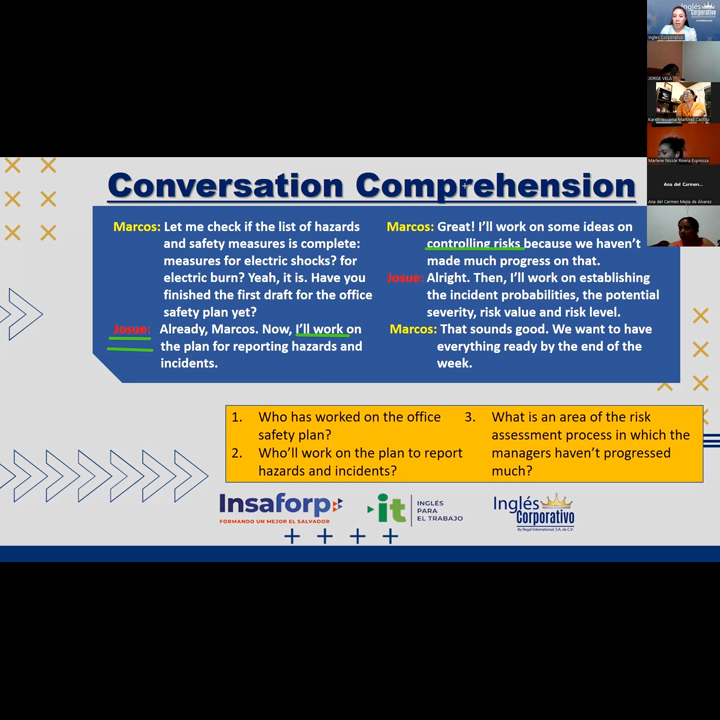 Conversation Comprehension
Marcos: Let me check if the list of hazards
and safety measures is complete:
measures for electric shocks? for
electric burn? Yeah, it is. Have you
finished the first draft for the office
safety plan yet?
Josue: Already, Marcos. Now, I'll work on
the plan for reporting hazards and
incidents.
Marcos: Great! I'll work on some ideas on
controlling risks because we haven't
made much progress on that.
Josue: Alright. Then, I'll work on establishing
the incident probabilities, the potential
severity, risk value and risk level.
Marcos: That sounds good. We want to have
everything ready by the end of the
week.
1. Who has worked on the office
safety plan?
2. Who'll work on the plan to report
hazards and incidents?
3. What is an area of the risk
assessment process in which the
managers haven't progressed
much?
Insaforp
FORMANDO UN MEJOR EL SALVADOR
it
INGLÉS
PARA
EL TRABAJO
Inglés
Corporativo
By Regal International, S.A. de C.V.
Inglés
Corporativo
Inglés Corporativo
JORGE VELA
Marlene Nicole Rivera Espinoza
Ana del Carmen...
Ana del Carmen Mejía de Álvarez